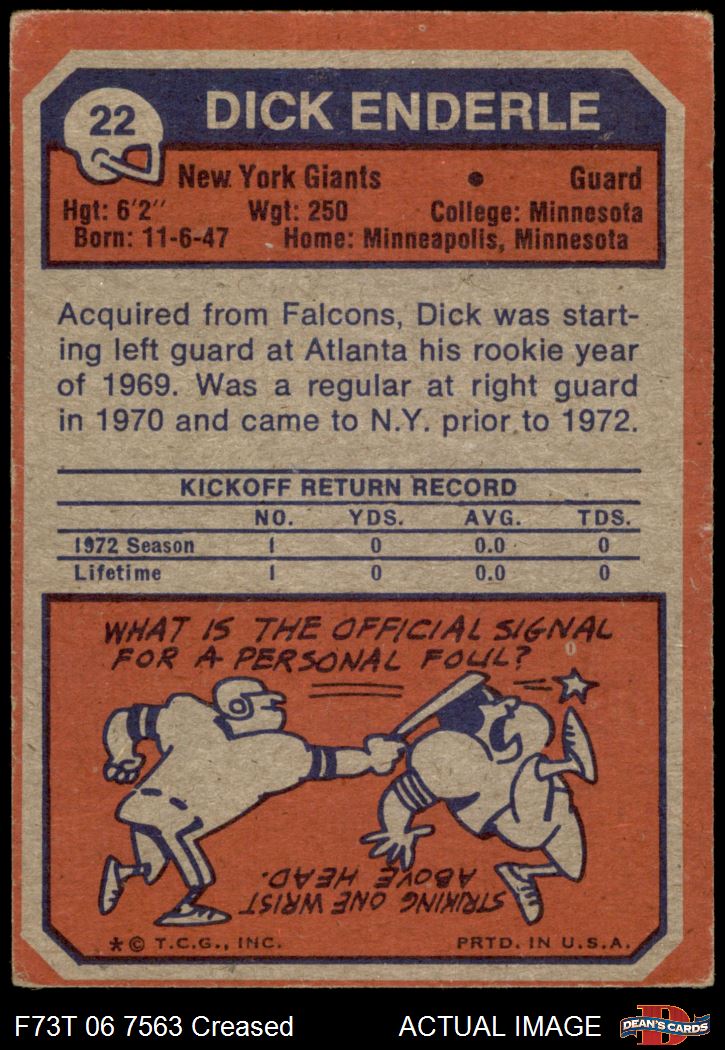 22
DICK ENDERLE
New York Giants • Guard
Hgt: 6'2" Wgt: 250 College: Minnesota
Born: 11-6-47 Home: Minneapolis, Minnesota
Acquired from Falcons, Dick was start-
ing left guard at Atlanta his rookie year
of 1969. Was a regular at right guard
in 1970 and came to N.Y. prior to 1972.
KICKOFF RETURN RECORD
NO. YDS. AVG. TDS.
1972 Season 1 0 0.0 0
Lifetime 1 0 0.0 0
WHAT IS THE OFFICIAL SIGNAL
FOR A PERSONAL FOUL?
STRIKING ONE WRIST
ABOVE HEAD.
* © T.C.G., INC. PRTD. IN U.S.A.
F73T 06 7563 Creased ACTUAL IMAGE
D
DEAN'S CARDS